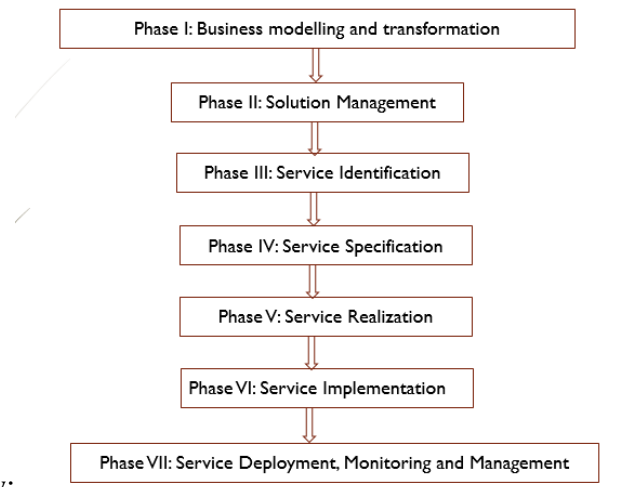 Phase I: Business modelling and transformation
Phase II: Solution Management
Phase III: Service Identification
Phase IV: Service Specification
Phase V: Service Realization
Phase VI: Service Implementation
Phase VII: Service Deployment, Monitoring and Management